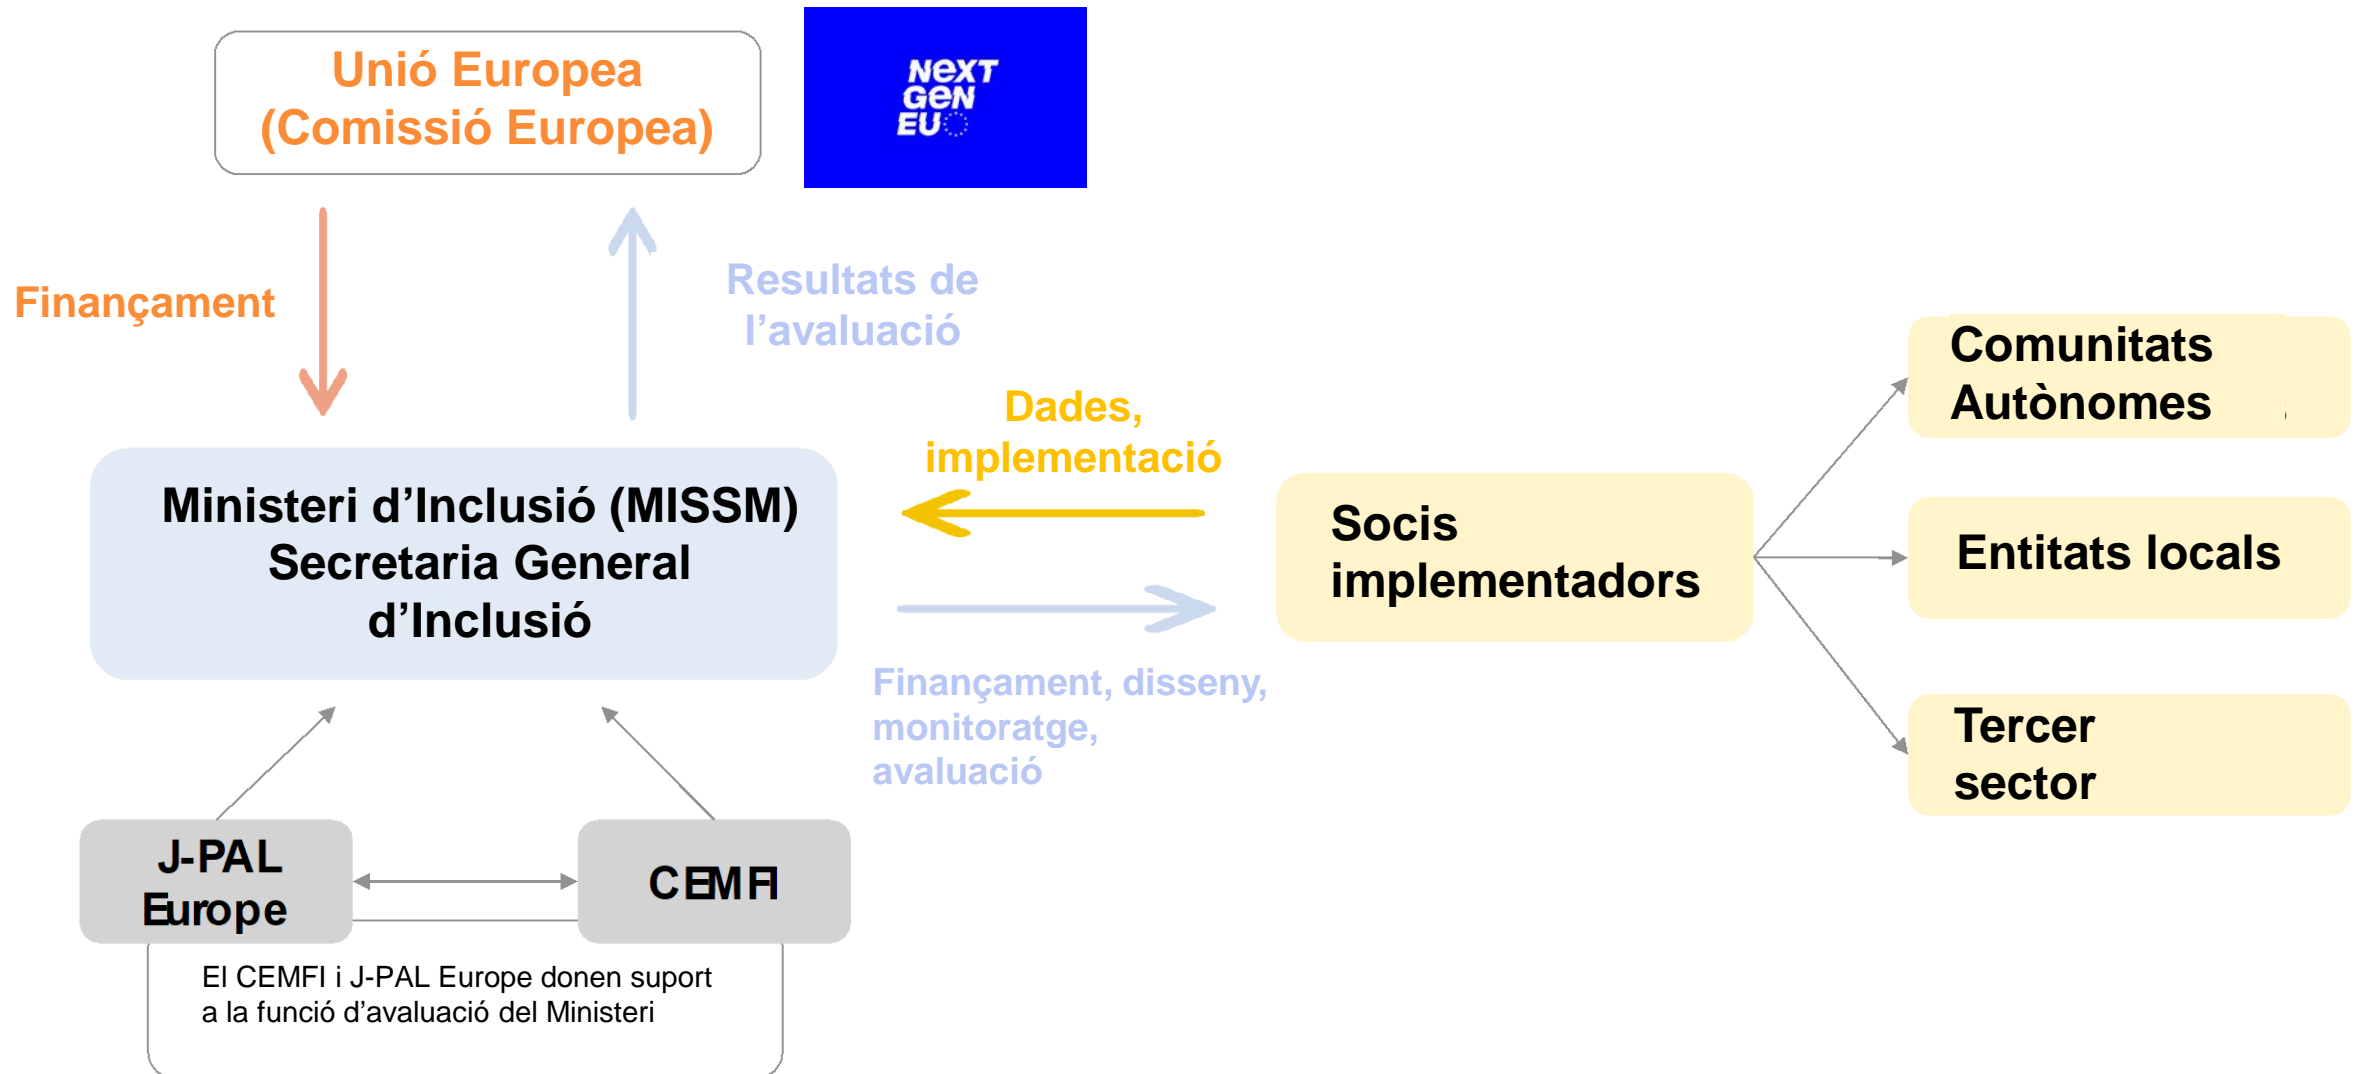 Unió Europea
(Comissió Europea)
NEXT
GEN
EU
Finançament
Resultats de
l’avaluació
Dades,
implementació
Ministeri d’Inclusió (MISSM)
Secretaria General
d’Inclusió
Socis
implementadors
Finançament, disseny,
monitoratge,
avaluació
Comunitats
Autònomes
Entitats locals
Tercer
sector
J-PAL
Europe
CEMFI
El CEMFI i J-PAL Europe donen suport
a la funció d’avaluació del Ministeri